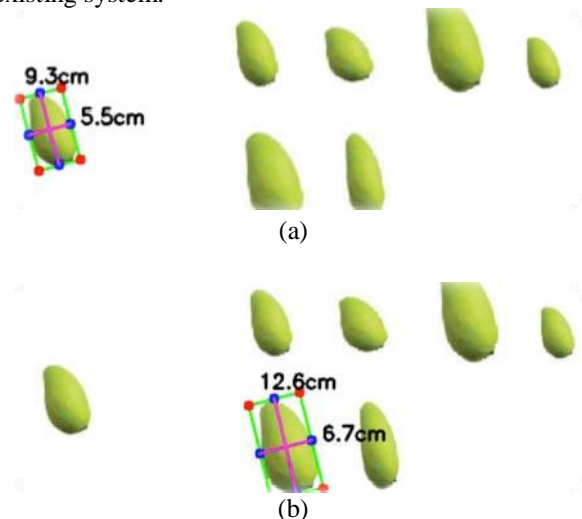 existing system.
9.3cm
5.5cm
(a)
12.6cm
6.7cm
(b)